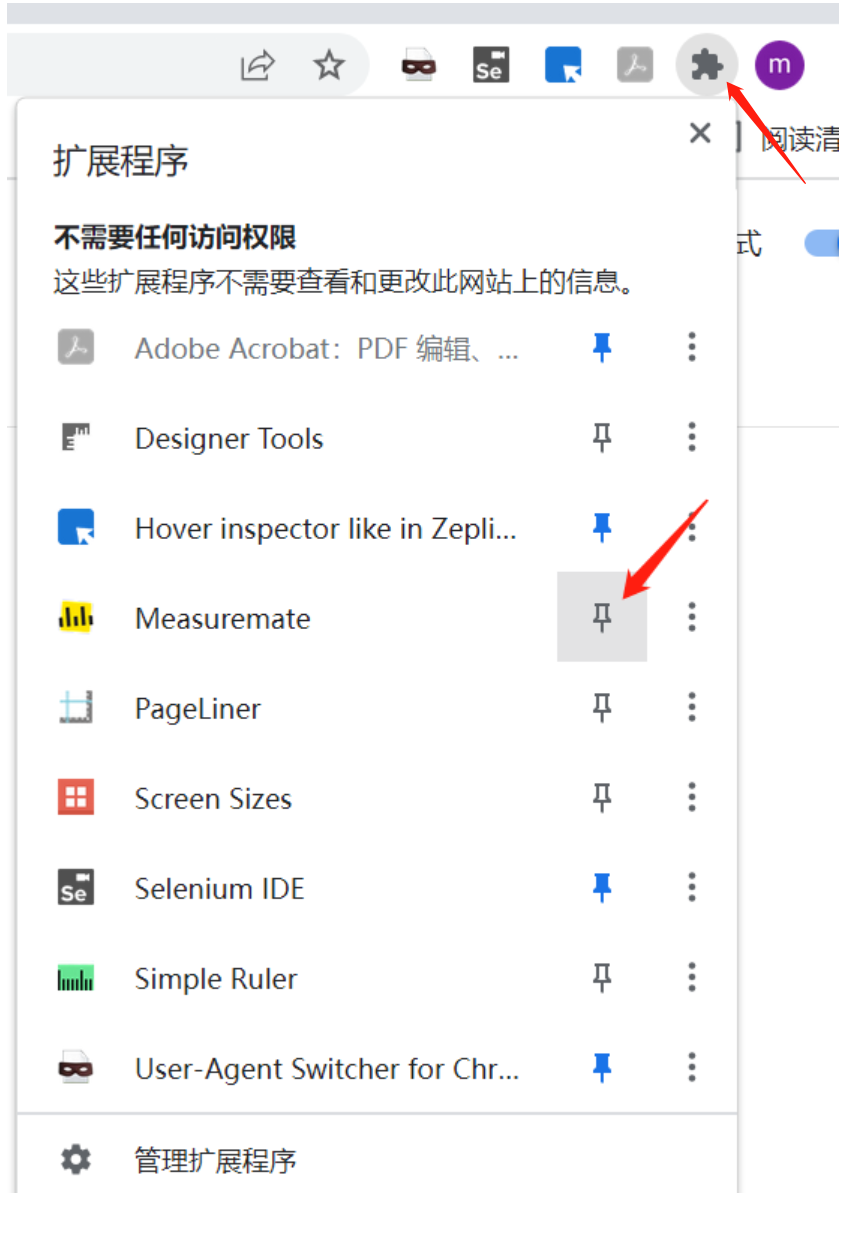 Se
m
阅读清
扩展程序
不需要任何访问权限
式
这些扩展程序不需要查看和更改此网站上的信息。
Adobe Acrobat：PDF 编辑、...
Designer Tools
Hover inspector like in Zepli...
Measuremate
PageLiner
Screen Sizes
Se
Selenium IDE
Simple Ruler
User-Agent Switcher for Chr...
管理扩展程序